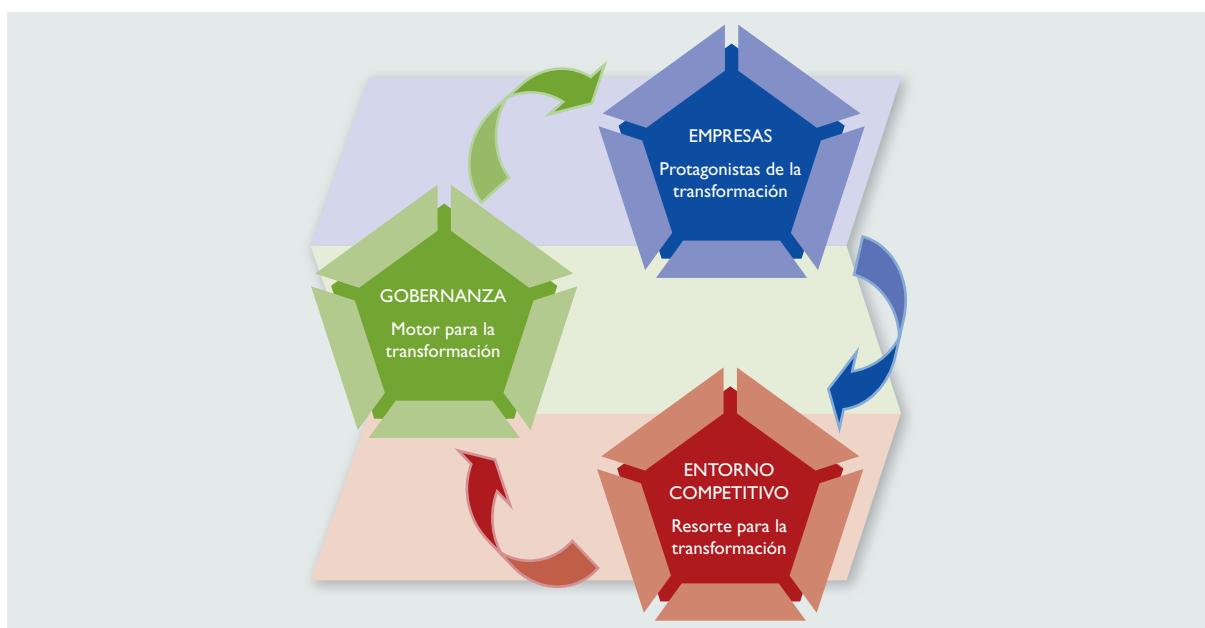 EMPRESAS
Protagonistas de la
transformación
GOBERNANZA
Motor para la
transformación
ENTORNO
COMPETITIVO
Resorte para la
transformación